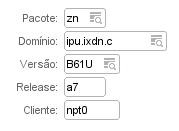 Pacote: zn
Domínio: ipu.ixdn.c
Versão: B61U
Release: a7
Cliente: npt0